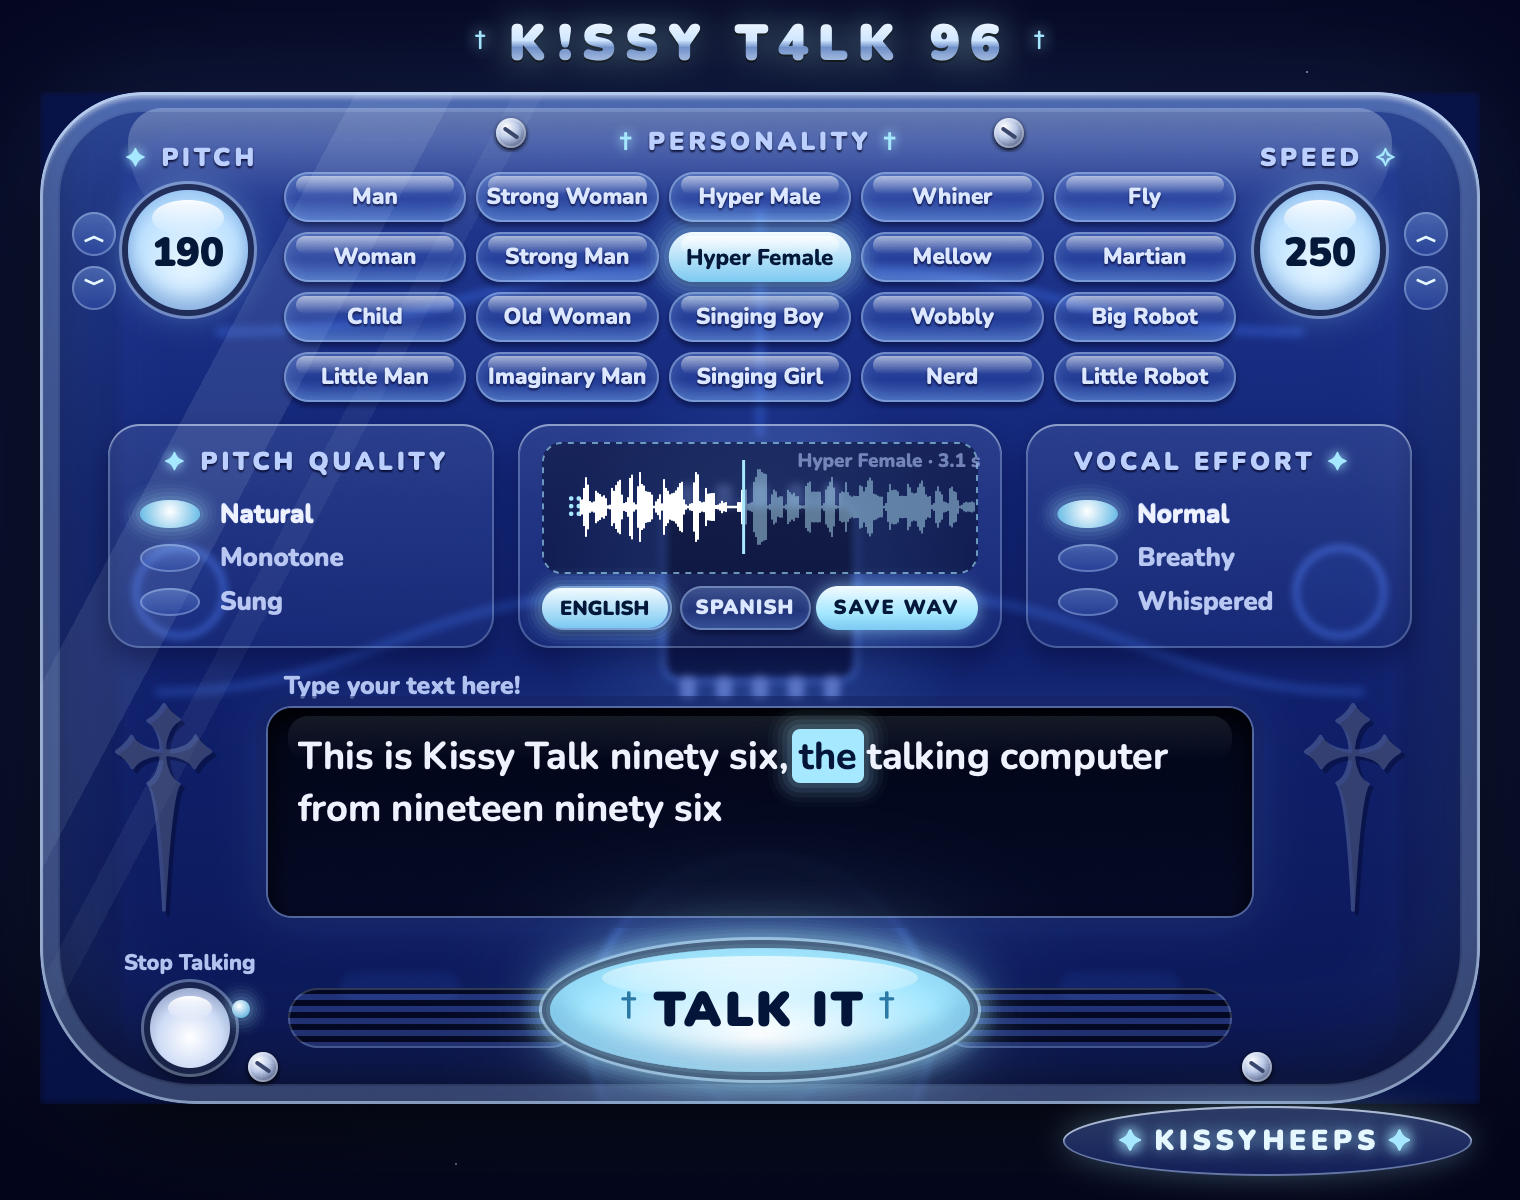 † K!SSY T4LK 96 †
✦ PITCH
† PERSONALITY †
SPEED ✧
190
250
Man
Strong Woman
Hyper Male
Whiner
Fly
Woman
Strong Man
Hyper Female
Mellow
Martian
Child
Old Woman
Singing Boy
Wobbly
Big Robot
Little Man
Imaginary Man
Singing Girl
Nerd
Little Robot
✦ PITCH QUALITY
Natural
Monotone
Sung
Hyper Female · 3.1 s
ENGLISH
SPANISH
SAVE WAV
VOCAL EFFORT ✦
Normal
Breathy
Whispered
Type your text here!
This is Kissy Talk ninety six, the talking computer
from nineteen ninety six
Stop Talking
† TALK IT †
✦ KISSYHEEPS ✦